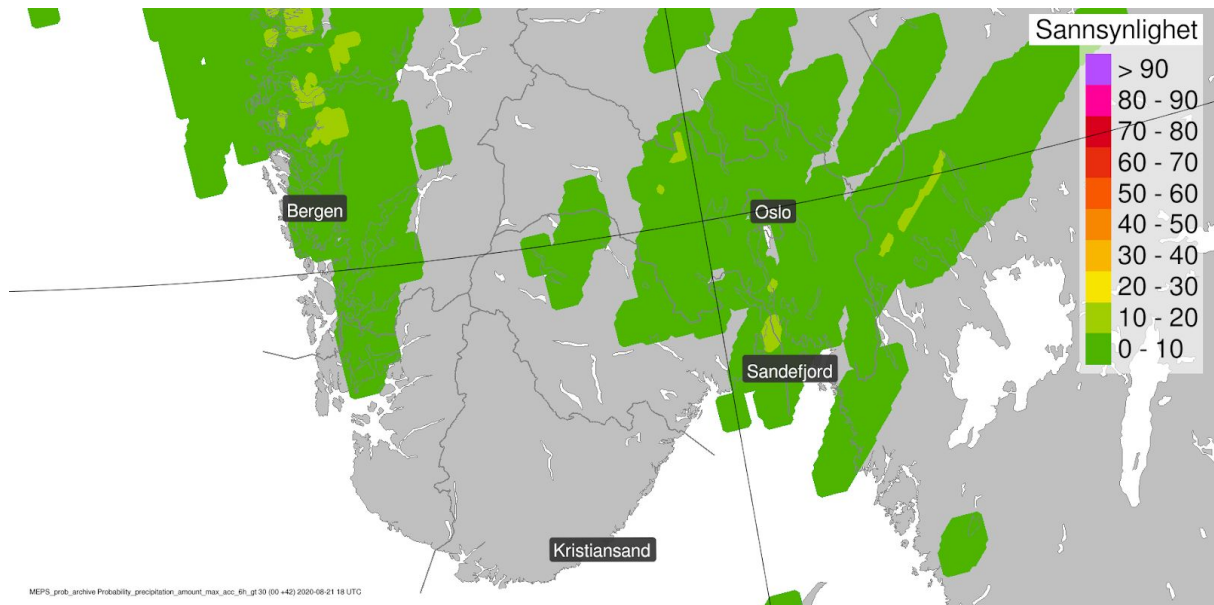 Sannsynlighet
> 90
80 - 90
70 - 80
60 - 70
50 - 60
40 - 50
30 - 40
20 - 30
10 - 20
0 - 10
Bergen
Oslo
Sandefjord
Kristiansand
MEPS_prob_archive Probability_precipitation_amount_max_acc_6h_gt 30 (00 +42) 2020-08-21 18 UTC